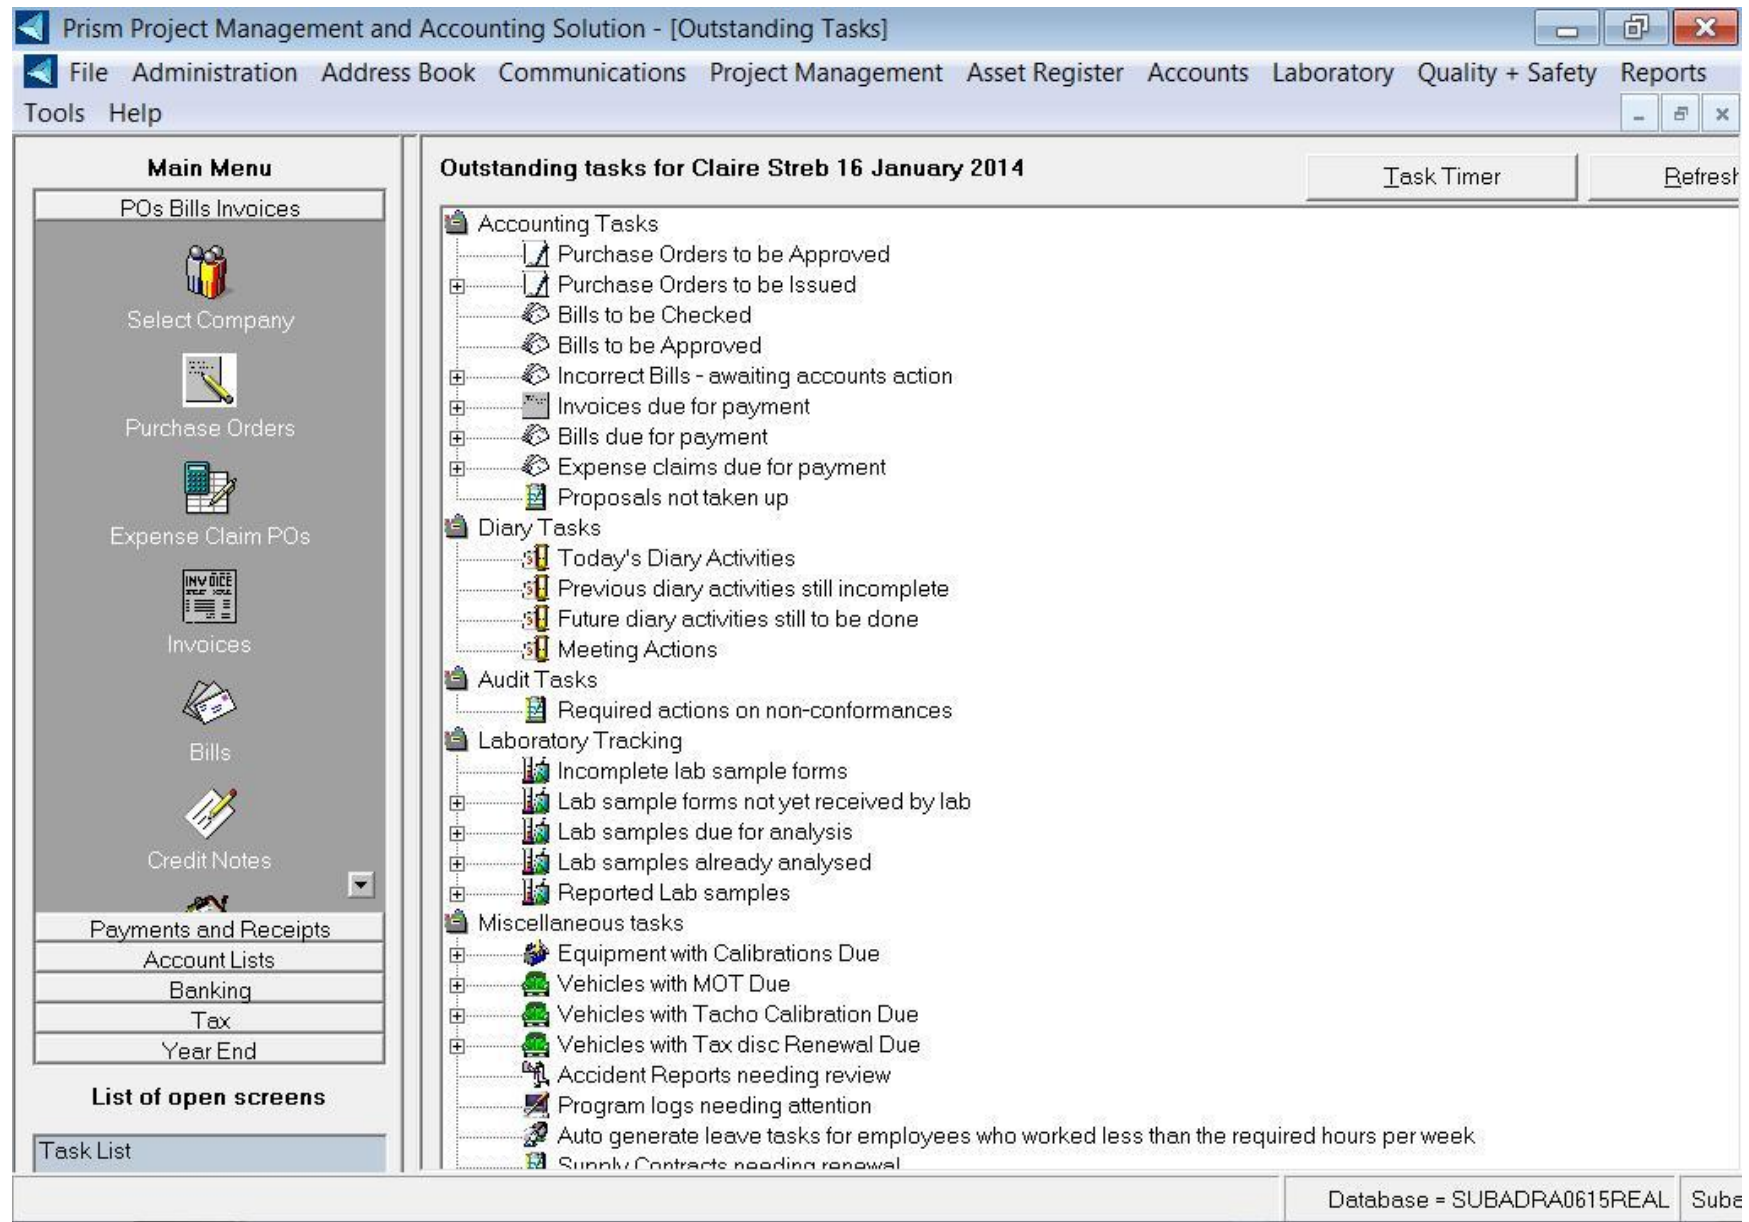 Prism Project Management and Accounting Solution - [Outstanding Tasks]
File Administration Address Book Communications Project Management Asset Register Accounts Laboratory Quality + Safety Reports
Tools Help
Main Menu
POs Bills Invoices
Select Company
Purchase Orders
Expense Claim POs
INVOICE
Invoices
Bills
Credit Notes
Payments and Receipts
Account Lists
Banking
Tax
Year End
List of open screens
Task List
Outstanding tasks for Claire Streb 16 January 2014
Task Timer
Refresh
Accounting Tasks
Purchase Orders to be Approved
Purchase Orders to be Issued
Bills to be Checked
Bills to be Approved
Incorrect Bills - awaiting accounts action
Invoices due for payment
Bills due for payment
Expense claims due for payment
Proposals not taken up
Diary Tasks
Today's Diary Activities
Previous diary activities still incomplete
Future diary activities still to be done
Meeting Actions
Audit Tasks
Required actions on non-conformances
Laboratory Tracking
Incomplete lab sample forms
Lab sample forms not yet received by lab
Lab samples due for analysis
Lab samples already analysed
Reported Lab samples
Miscellaneous tasks
Equipment with Calibrations Due
Vehicles with MOT Due
Vehicles with Tacho Calibration Due
Vehicles with Tax disc Renewal Due
Accident Reports needing review
Program logs needing attention
Auto generate leave tasks for employees who worked less than the required hours per week
Supply Contracts needing renewal
Database = SUBADRA0615REAL